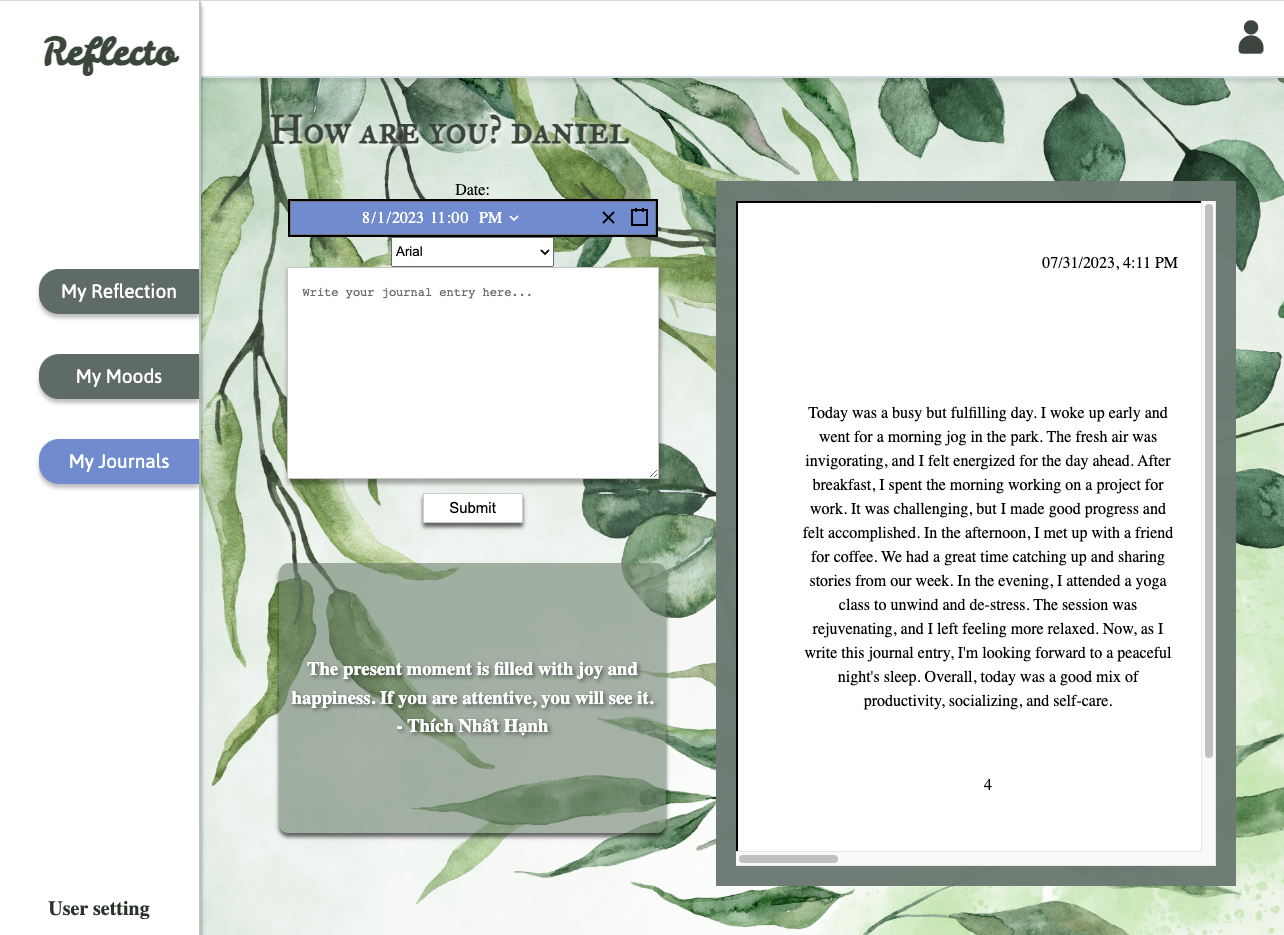 Reflecto
How are you? daniel
Date:
8/1/2023 11:00 PM
Arial
Write your journal entry here...
Submit
My Reflection
My Moods
My Journals
The present moment is filled with joy and
happiness. If you are attentive, you will see it.
- Thích Nhất Hạnh
User setting
07/31/2023, 4:11 PM
Today was a busy but fulfilling day. I woke up early and
went for a morning jog in the park. The fresh air was
invigorating, and I felt energized for the day ahead. After
breakfast, I spent the morning working on a project for
work. It was challenging, but I made good progress and
felt accomplished. In the afternoon, I met up with a friend
for coffee. We had a great time catching up and sharing
stories from our week. In the evening, I attended a yoga
class to unwind and de-stress. The session was
rejuvenating, and I left feeling more relaxed. Now, as I
write this journal entry, I'm looking forward to a peaceful
night's sleep. Overall, today was a good mix of
productivity, socializing, and self-care.
4